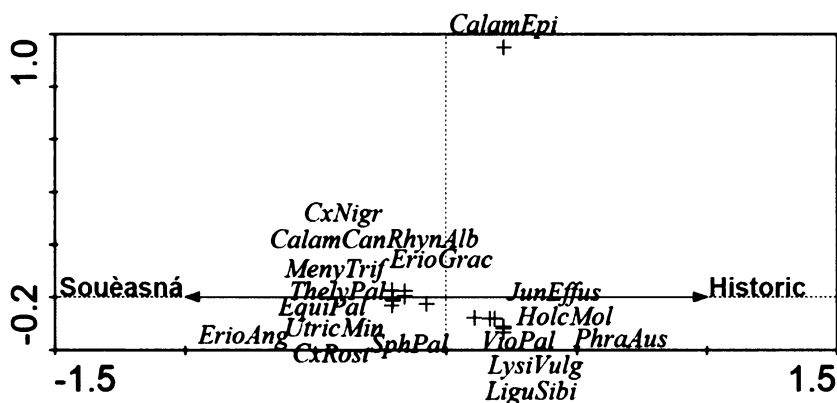 CalamEpi
1.0
CxNigr
CalamCanRhynAlb
ErioGrac
MenyTrif
Souèasná
ThelyPal
JunEffus
Historic
-0.2
EquiPal
HolcMol
ErioAng
UtricMin
SphPal
VioPal
PhraAus
CxRost
LysiVulg
-1.5
1.5
LiguSibi